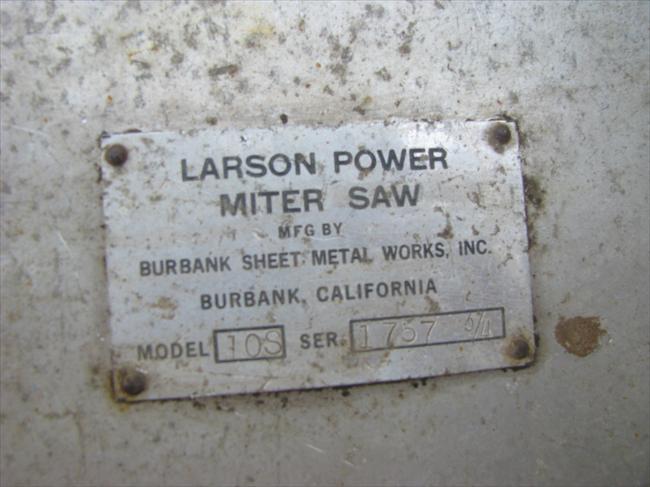 LARSON POWER
MITER SAW
MFG BY
BURBANK SHEET METAL WORKS, INC.
BURBANK, CALIFORNIA
MODEL 10S SER. 1757